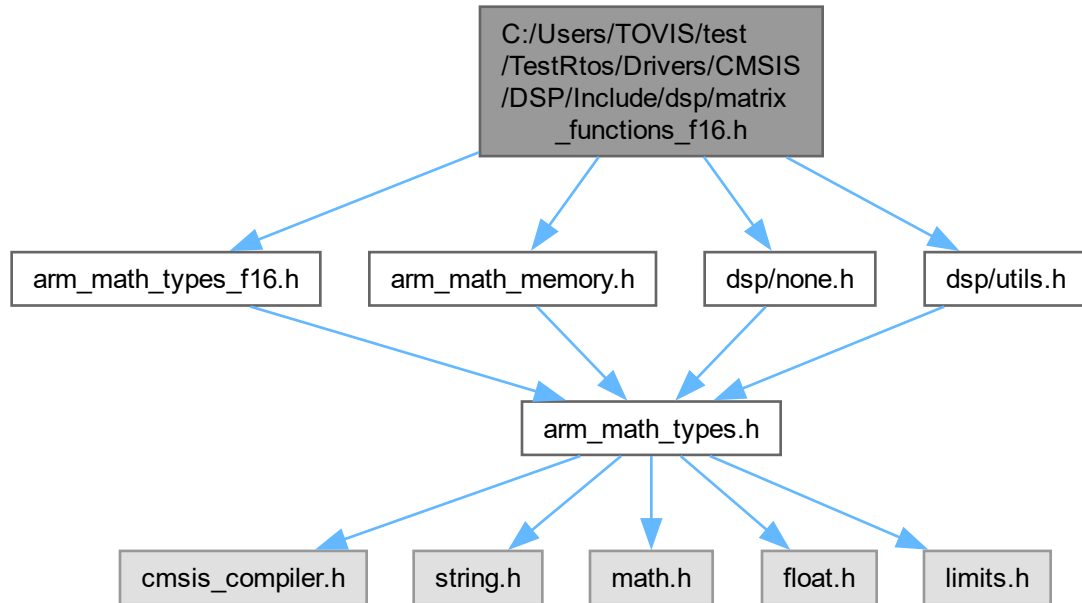 C:/Users/TOVIS/test
/TestRtos/Drivers/CMSIS
/DSP/Include/dsp/matrix
_functions_f16.h
arm_math_types_f16.h
arm_math_memory.h
dsp/none.h
dsp/utils.h
arm_math_types.h
cmsis_compiler.h
string.h
math.h
float.h
limits.h